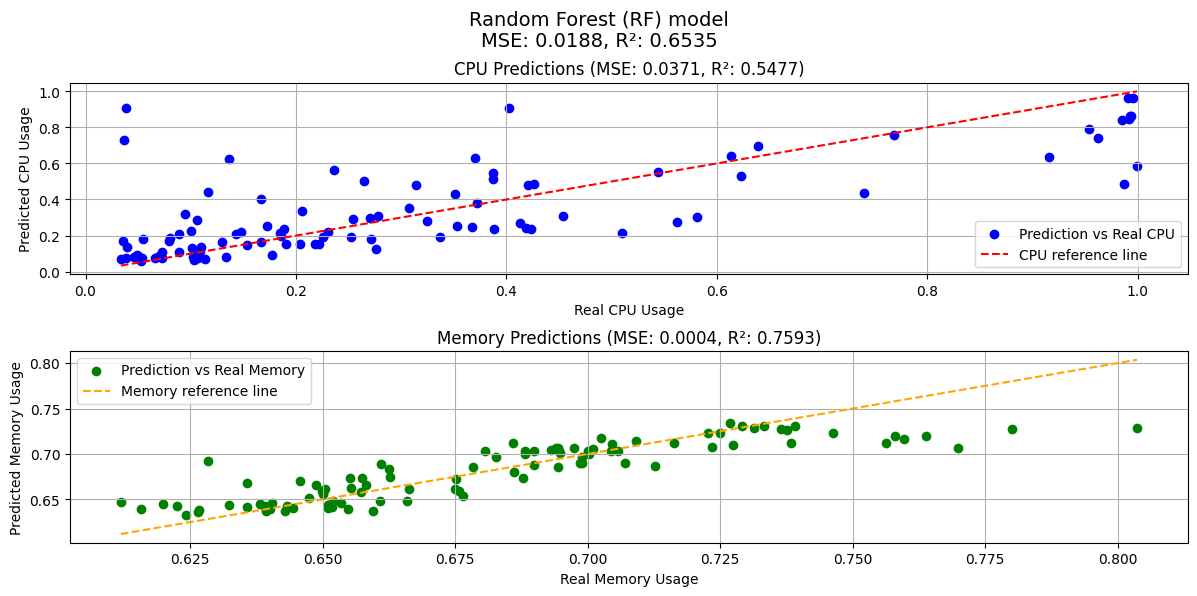 Random Forest (RF) model
MSE: 0.0188, R²: 0.6535
CPU Predictions (MSE: 0.0371, R²: 0.5477)
Predicted CPU Usage
1.0
0.8
0.6
0.4
0.2
0.0
Prediction vs Real CPU
CPU reference line
0.0 0.2 0.4 0.6 0.8 1.0
Real CPU Usage
Memory Predictions (MSE: 0.0004, R²: 0.7593)
Predicted Memory Usage
0.80
0.75
0.70
0.65
Prediction vs Real Memory
Memory reference line
0.625 0.650 0.675 0.700 0.725 0.750 0.775 0.800
Real Memory Usage